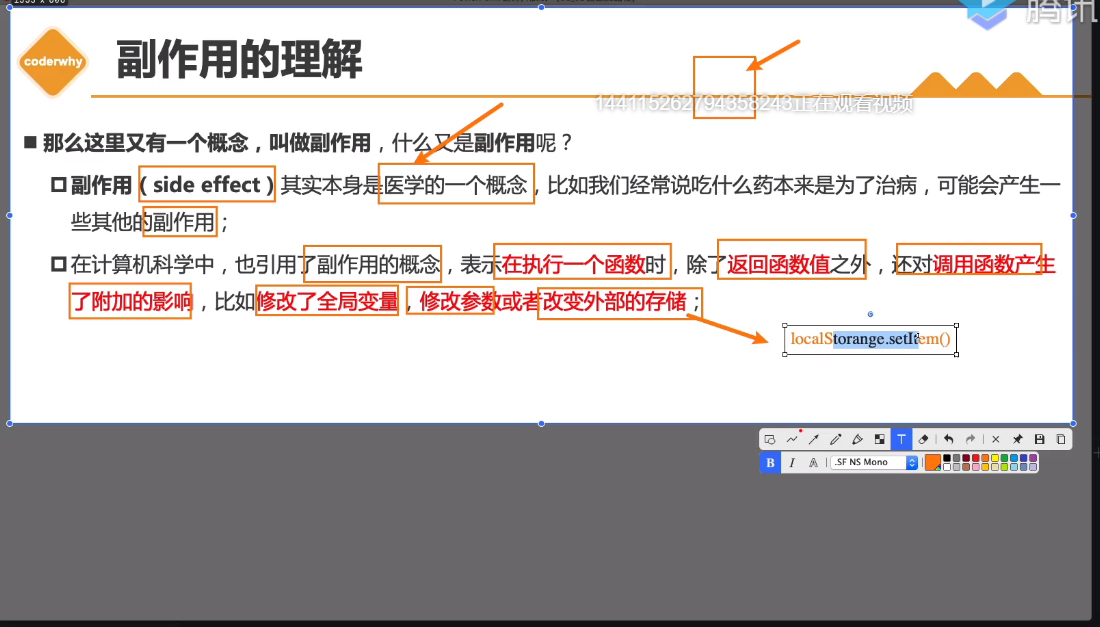 腾讯
coderwhy
副作用的理解
144115262794358243正在观看视频
那么这里又有一个概念，叫做副作用，什么又是副作用呢？
副作用（side effect）其实本身是医学的一个概念，比如我们经常说吃什么药本来是为了治病，可能会产生一
些其他的副作用；
在计算机科学中，也引用了副作用的概念，表示在执行一个函数时，除了返回函数值之外，还对调用函数产生
了附加的影响，比如修改了全局变量，修改参数或者改变外部的存储；
localStorange.setItem()
T
B I A .SF NS Mono